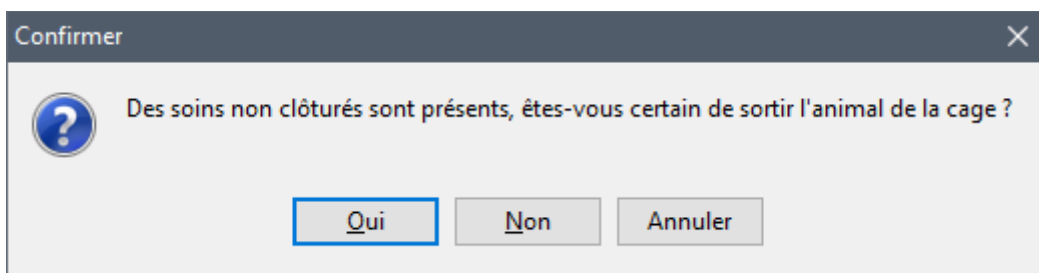 Confirmer
Des soins non clôturés sont présents, êtes-vous certain de sortir l'animal de la cage ?
Oui Non Annuler